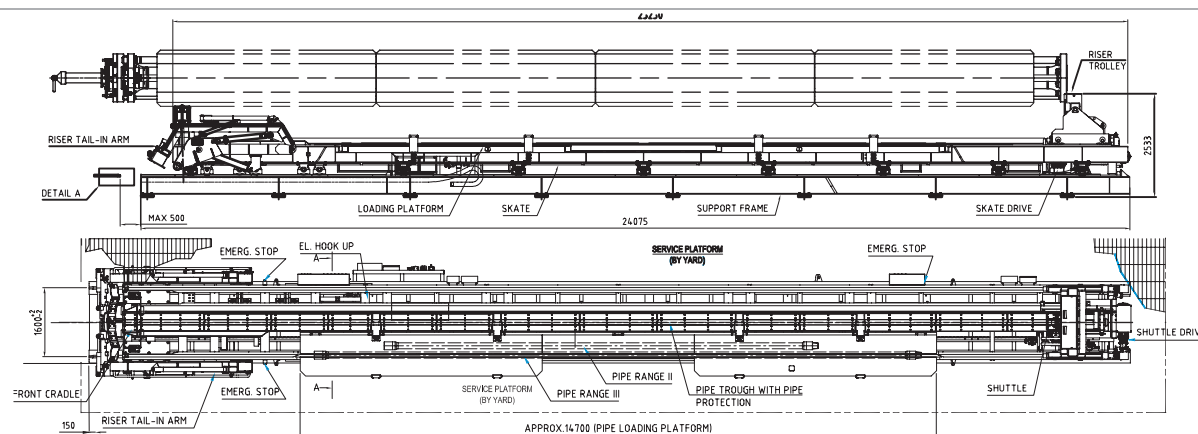 23250
RISER
TROLLEY
RISER TAIL-IN ARM
2533
DETAIL A
LOADING PLATFORM
SKATE
SUPPORT FRAME
SKATE DRIVE
MAX 500
24075
EMERG. STOP
EL. HOOK UP
A
SERVICE PLATFORM
(BY YARD)
EMERG. STOP
1600
SHUTTLE DRIV
PIPE RANGE II
A
SERVICE PLATFORM
(BY YARD)
PIPE RANGE III
PIPE TROUGH WITH PIPE
PROTECTION
SHUTTLE
FRONT CRADLE
EMERG. STOP
RISER TAIL-IN ARM
150
APPROX.14700 (PIPE LOADING PLATFORM)